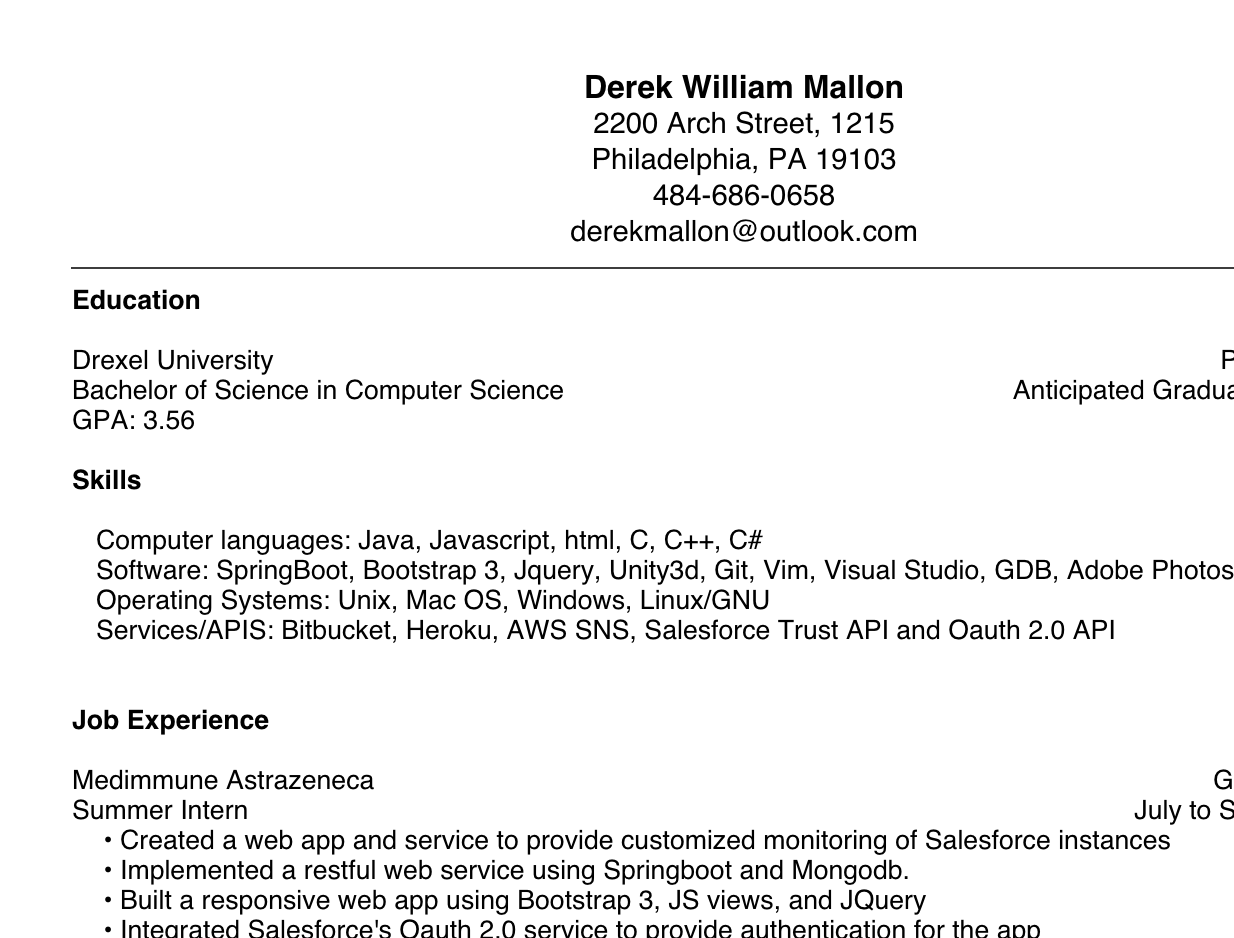 Derek William Mallon
2200 Arch Street, 1215
Philadelphia, PA 19103
484-686-0658
derekmallon@outlook.com
Education
Drexel University P
Bachelor of Science in Computer Science Anticipated Gradua
GPA: 3.56
Skills
Computer languages: Java, Javascript, html, C, C++, C#
Software: SpringBoot, Bootstrap 3, Jquery, Unity3d, Git, Vim, Visual Studio, GDB, Adobe Photos
Operating Systems: Unix, Mac OS, Windows, Linux/GNU
Services/APIS: Bitbucket, Heroku, AWS SNS, Salesforce Trust API and Oauth 2.0 API
Job Experience
Medimmune Astrazeneca G
Summer Intern July to S
• Created a web app and service to provide customized monitoring of Salesforce instances
• Implemented a restful web service using Springboot and Mongodb.
• Built a responsive web app using Bootstrap 3, JS views, and JQuery
• Integrated Salesforce's Oauth 2.0 service to provide authentication for the app